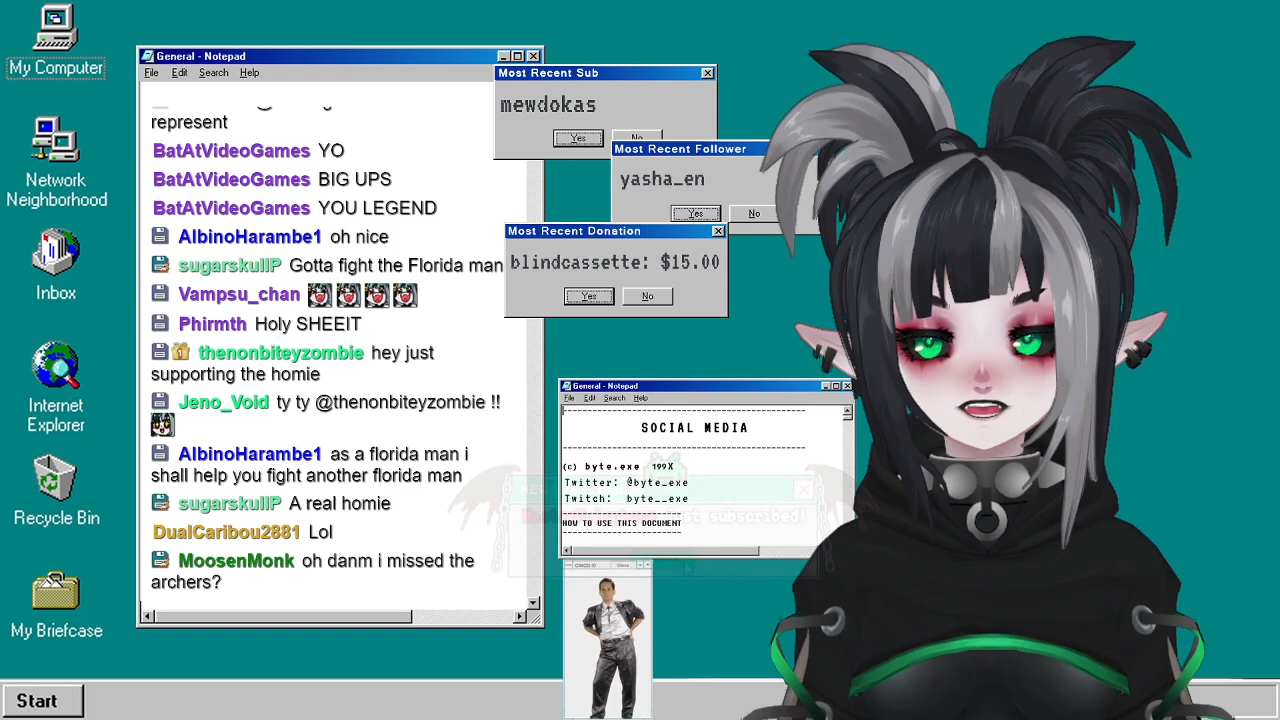 My Computer
Network
Neighborhood
Inbox
Internet
Explorer
Recycle Bin
My Briefcase
Start
General - Notepad
File Edit Search Help
represent
BatAtVideoGames YO
BatAtVideoGames BIG UPS
BatAtVideoGames YOU LEGEND
AlbinoHarambe1 oh nice
sugarskullP Gotta fight the Florida man
Vampsu_chan
Phirmth Holy SHEEIT
thenonbiteyzombie hey just
supporting the homie
Jeno_Void ty ty @thenonbiteyzombie !!
AlbinoHarambe1 as a florida man i
shall help you fight another florida man
sugarskullP A real homie
DualCaribou2881 Lol
MoosenMonk oh danm i missed the
archers?
Most Recent Sub
mewdokas
Yes No
Most Recent Follower
yasha_en
Yes No
Most Recent Donation
blindcassette: $15.00
Yes No
General - Notepad
File Edit Search Help
SOCIAL MEDIA
(c) byte.exe 199X
Twitter: @byte_exe
Twitch: byte__exe
HOW TO USE THIS DOCUMENT
subscribed!